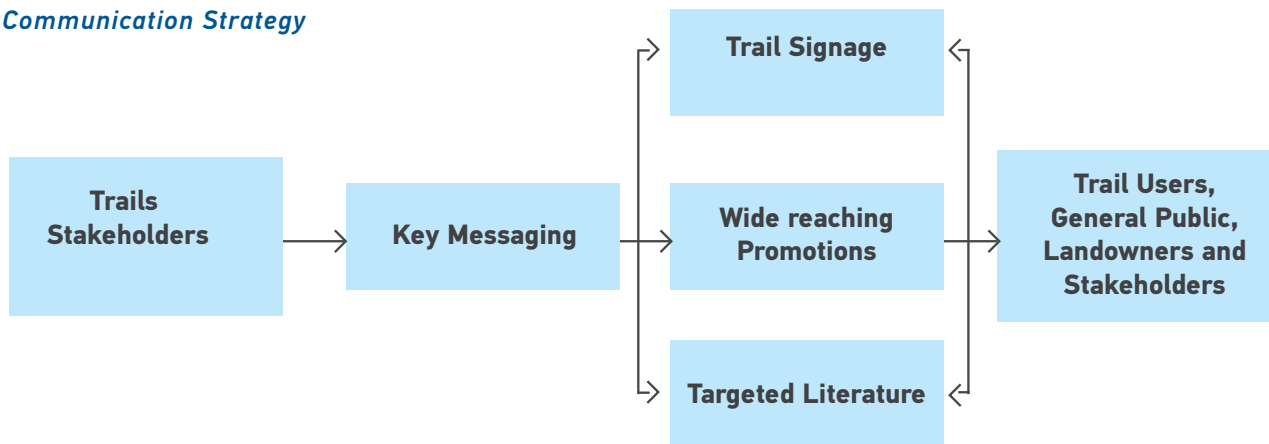 Communication Strategy
Trails
Stakeholders
Key Messaging
Trail Signage
Wide reaching
Promotions
Targeted Literature
Trail Users,
General Public,
Landowners and
Stakeholders